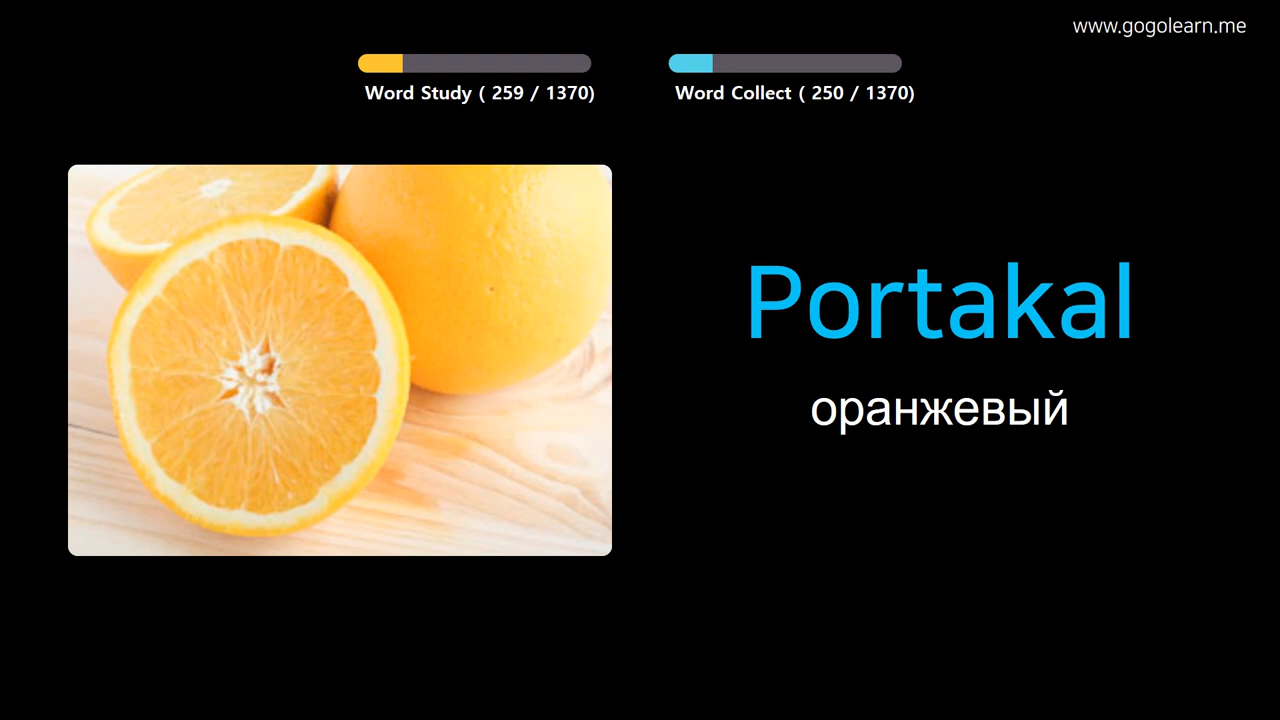 www.gogolearn.me
Word Study ( 259 / 1370)
Word Collect ( 250 / 1370)
Portakal
оранжевый